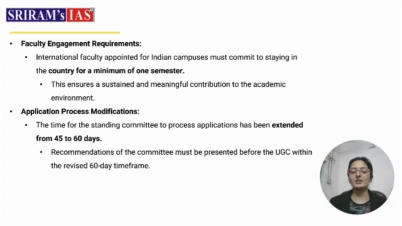 SRIRAM's IAS
• Faculty Engagement Requirements:
• International faculty appointed for Indian campuses must commit to staying in
the country for a minimum of one semester.
• This ensures a sustained and meaningful contribution to the academic
environment.
• Application Process Modifications:
• The time for the standing committee to process applications has been extended
from 45 to 60 days.
• Recommendations of the committee must be presented before the UGC within
the revised 60-day timeframe.